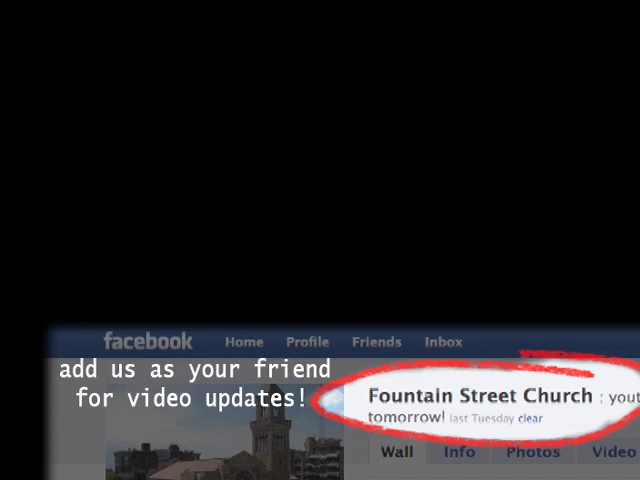 facebook Home Profile Friends Inbox
add us as your friend
for video updates!
Fountain Street Church : yout
tomorrow! last Tuesday clear
Wall Info Photos Video